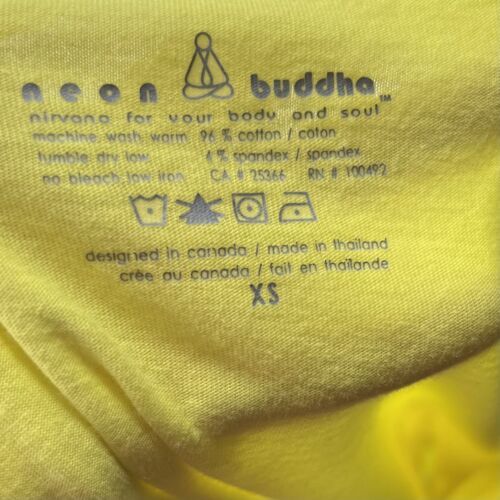 neon buddha™
nirvana for your body and soul
machine wash warm 96 % cotton / coton
tumble dry low 4 % spandex / spandex
no bleach-low iron CA # 25366 RN # 100492
designed in canada / made in thailand
crée au canada / fait en thaïlande
XS